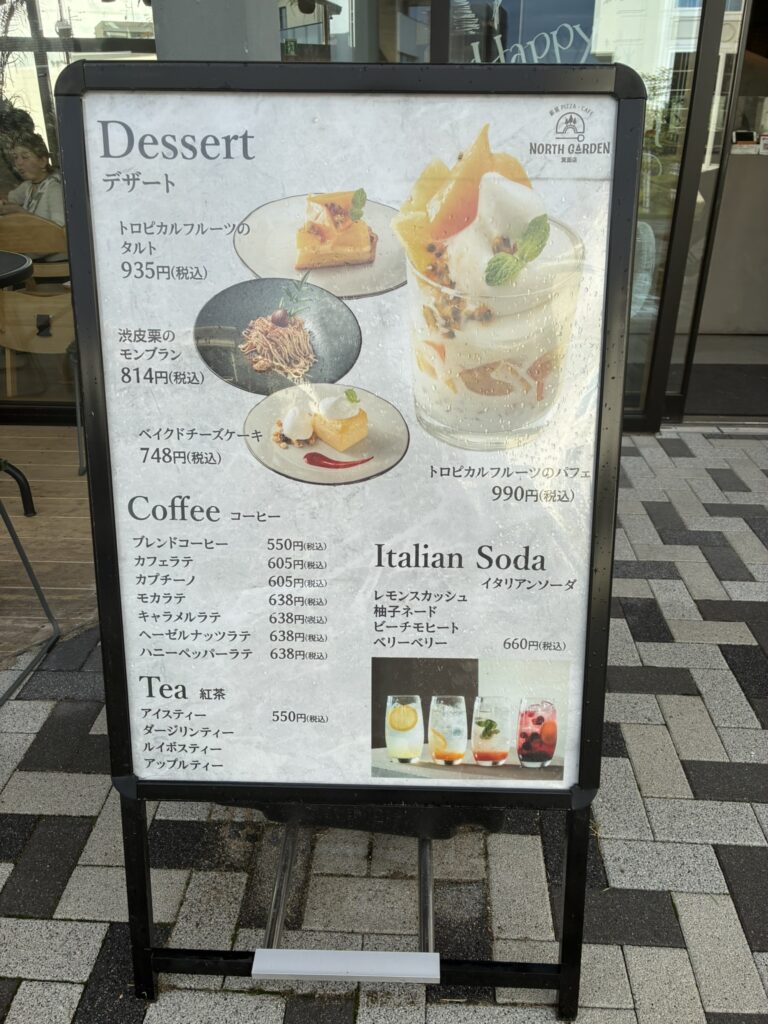 Happy
Dessert
デザート
PIZZA・CAFE
NORTH GARDEN
箕面店
トロピカルフルーツの
タルト
935円(税込)
渋皮栗の
モンブラン
814円(税込)
ベイクドチーズケーキ
748円(税込)
トロピカルフルーツのパフェ
990円(税込)
Coffee コーヒー
ブレンドコーヒー 550円(税込)
カフェラテ 605円(税込)
カプチーノ 605円(税込)
モカラテ 638円(税込)
キャラメルラテ 638円(税込)
ヘーゼルナッツラテ 638円(税込)
ハニーペッパーラテ 638円(税込)
Tea 紅茶
アイスティー 550円(税込)
ダージリンティー
ルイボスティー
アップルティー
Italian Soda
イタリアンソーダ
レモンスカッシュ
柚子ネード
ピーチモヒート
ベリーベリー 660円(税込)